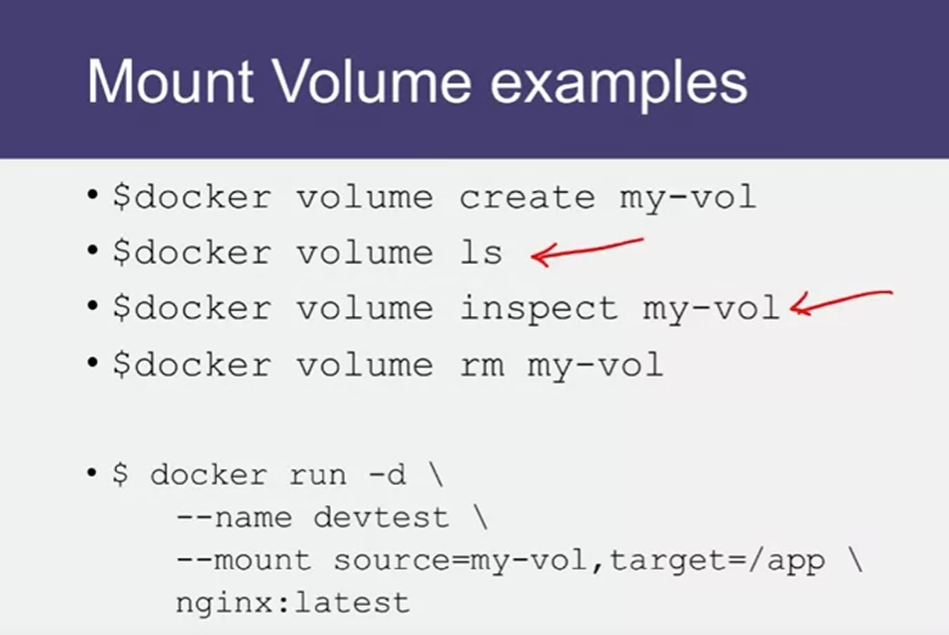 Mount Volume examples
• $docker volume create my-vol
• $docker volume ls
• $docker volume inspect my-vol
• $docker volume rm my-vol
• $ docker run -d \
--name devtest \
--mount source=my-vol,target=/app \
nginx:latest